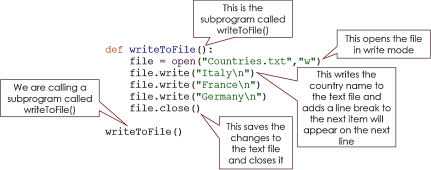 This is the
subprogram called
writeToFile()
def writeToFile():
file = open("Countries.txt","w")
file.write("Italy\n")
file.write("France\n")
file.write("Germany\n")
file.close()
writeToFile()
This opens the file
in write mode
This writes the
country name to
the text file and
adds a line break to
the next item will
appear on the next
line
We are calling a
subprogram called
writeToFile()
This saves the
changes to
the text file
and closes it